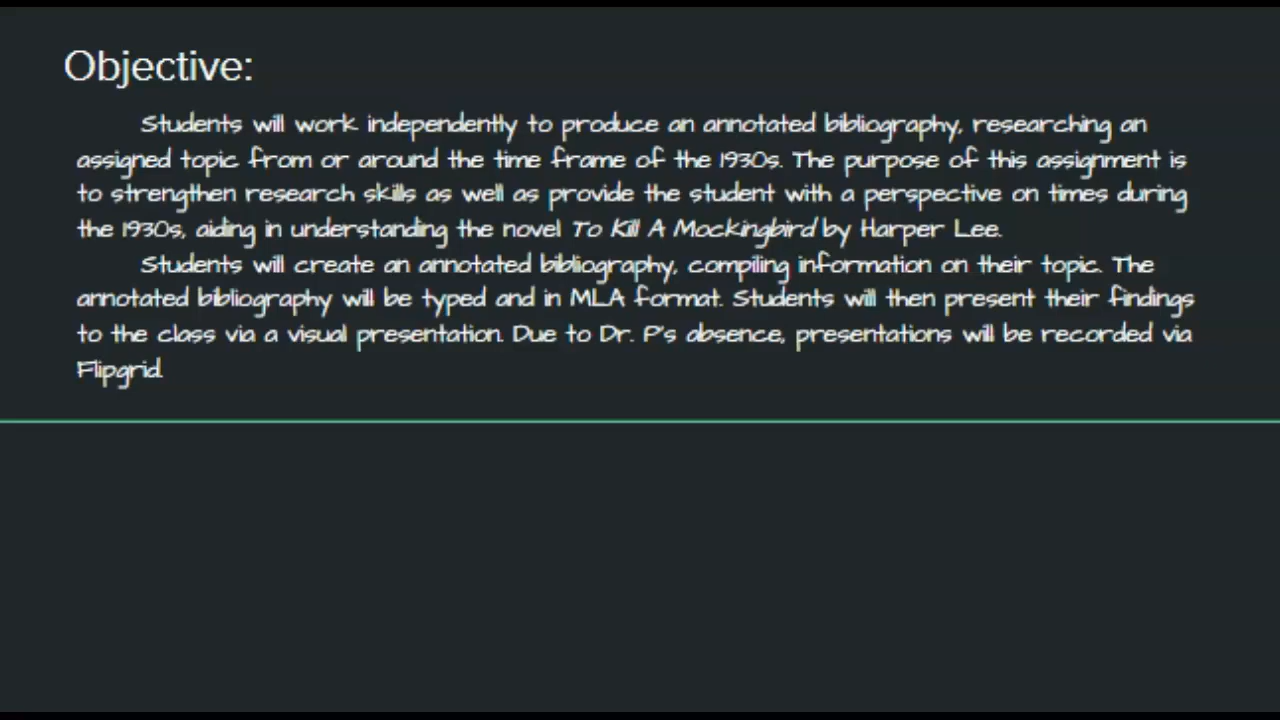 Objective:
Students will work independently to produce an annotated bibliography, researching an
assigned topic from or around the time frame of the 1930s. The purpose of this assignment is
to strengthen research skills as well as provide the student with a perspective on times during
the 1930s, aiding in understanding the novel To Kill A Mockingbird by Harper Lee.
Students will create an annotated bibliography, compiling information on their topic. The
annotated bibliography will be typed and in MLA format. Students will then present their findings
to the class via a visual presentation. Due to Dr. P's absence, presentations will be recorded via
Flipgrid.